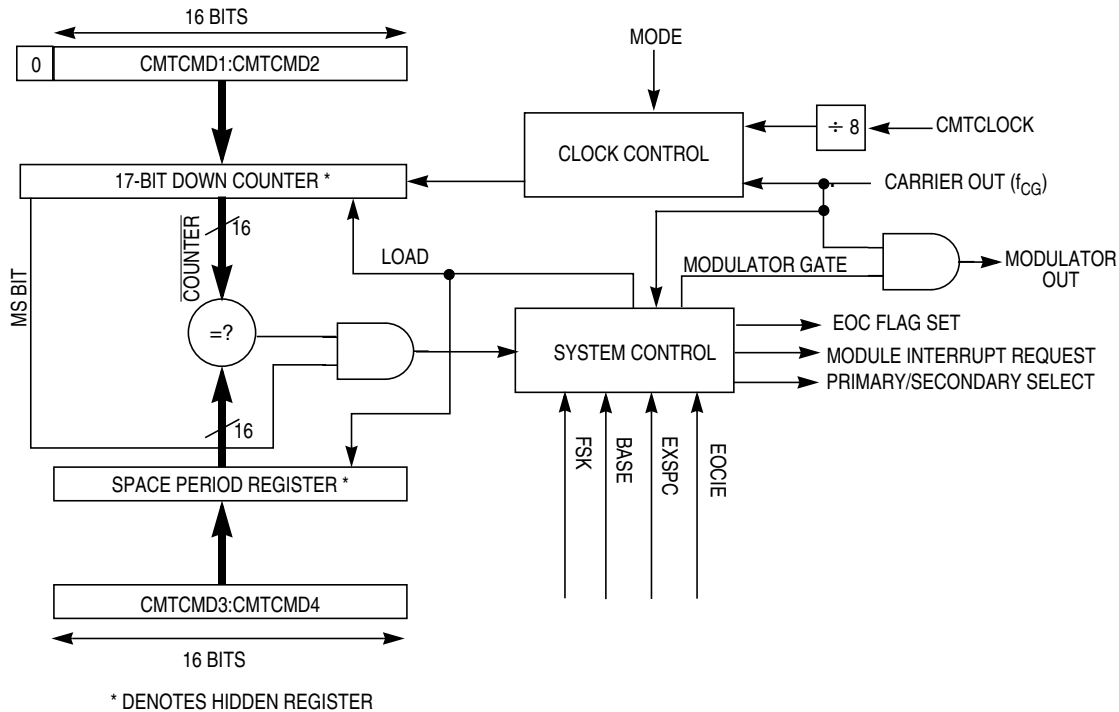 16 BITS
MODE
0
CMTCMD1:CMTCMD2
÷ 8
CMTCLOCK
CLOCK CONTROL
17-BIT DOWN COUNTER *
CARRIER OUT (fCG)
16
COUNTER
LOAD
MODULATOR GATE
MODULATOR
OUT
MS BIT
=?
EOC FLAG SET
SYSTEM CONTROL
MODULE INTERRUPT REQUEST
PRIMARY/SECONDARY SELECT
16
FSK
BASE
EXSPC
EOCIE
SPACE PERIOD REGISTER *
CMTCMD3:CMTCMD4
16 BITS
* DENOTES HIDDEN REGISTER